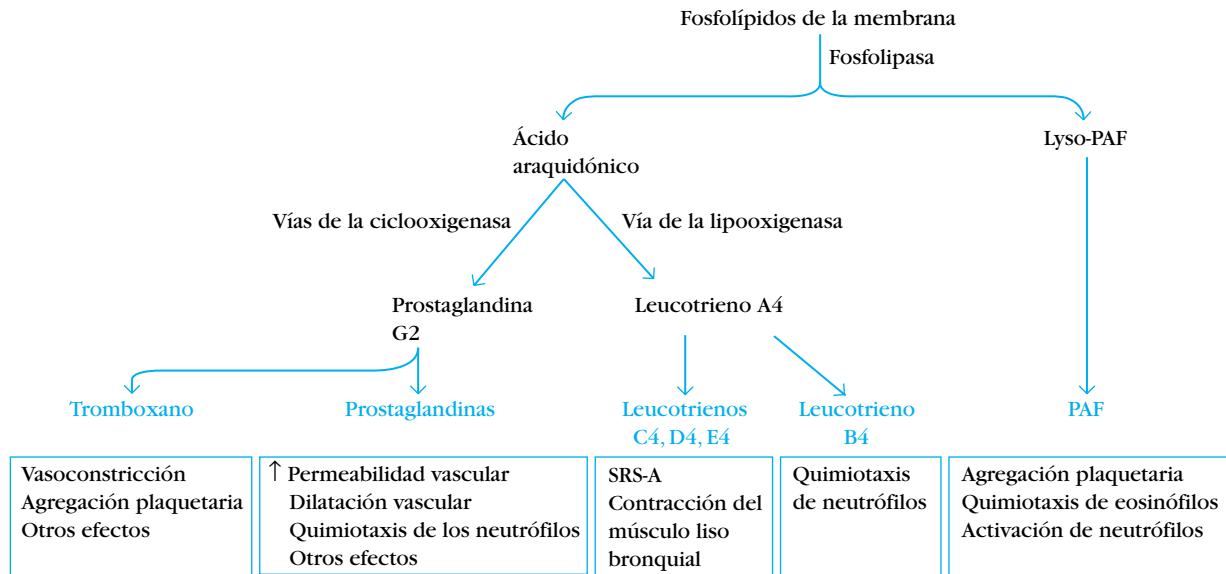 Fosfolípidos de la membrana
Fosfolipasa
Ácido
araquidónico
Lyso-PAF
Vías de la ciclooxigenasa
Vía de la lipooxigenasa
Prostaglandina
G2
Leucotrieno A4
Tromboxano
Prostaglandinas
Leucotrienos
C4, D4, E4
Leucotrieno
B4
PAF
Vasoconstricción
Agregación plaquetaria
Otros efectos
↑ Permeabilidad vascular
Dilatación vascular
Quimiotaxis de los neutrófilos
Otros efectos
SRS-A
Contracción del
músculo liso
bronquial
Quimiotaxis
de neutrófilos
Agregación plaquetaria
Quimiotaxis de eosinófilos
Activación de neutrófilos